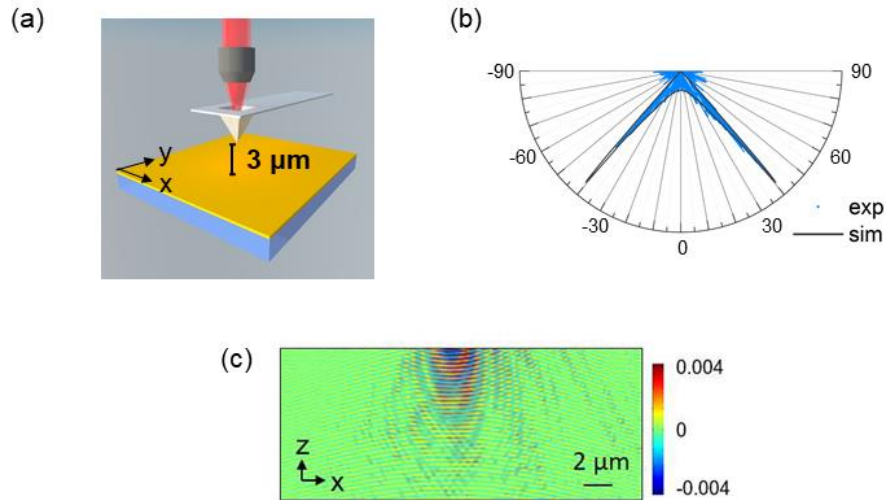 (a)
y
x
3 μm
(b)
-90
90
-60
60
-30
30
0
exp
sim
(c)
z
x
2 μm
0.004
0
-0.004